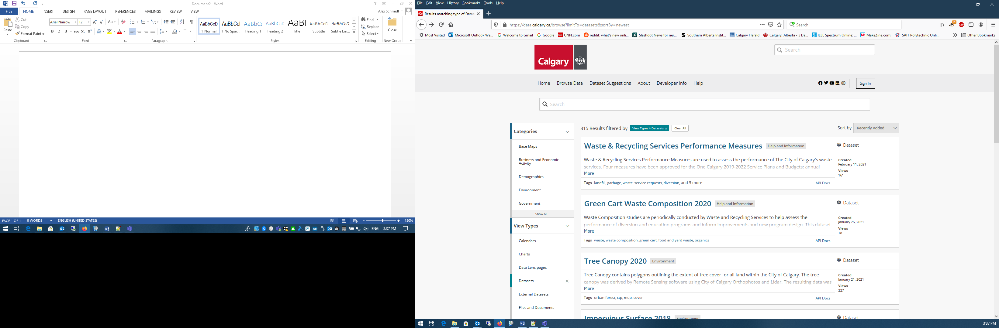 Document2 - Word
FILE HOME INSERT DESIGN PAGE LAYOUT REFERENCES MAILINGS REVIEW VIEW
Alex Schmidt
Paste
Cut
Copy
Format Painter
Clipboard
Arial Narrow 12
Font
Paragraph
AaBbCcD AaBbCcI AaBbC( AaBbCcD AaBI AaBbCcD AaBbCcD
¶ Normal ¶ No Spac... Heading 1 Heading 2 Title Subtitle Subtle Em...
Styles
Find
Replace
Select
Editing
Close
New Group
PAGE 1 OF 1 0 WORDS ENGLISH (UNITED STATES)
150%
ENG 3:37 PM
File Edit View History Bookmarks Tools Help
Results matching type of Datas
https://data.calgary.ca/browse?limitTo=datasets&sortBy=newest
Search
Most Visited Microsoft Outlook We... Welcome to Gmail Google CNN.com reddit: what's new onli... Slashdot News for ner... Southern Alberta Instit... Calgary Herald Calgary, Alberta - 5 Da... IEEE Spectrum Online: ... MakeZine.com: SAIT Polytechnic Onli... Other Bookmarks
Calgary
Search
Home Browse Data Dataset Suggestions About Developer Info Help
Sign In
Search
Categories
Base Maps
Business and Economic
Activity
Demographics
Environment
Government
Show All...
View Types
Calendars
Charts
Data Lens pages
Datasets
External Datasets
Files and Documents
315 Results filtered by View Types > Datasets × Clear All
Sort by Recently Added
Waste & Recycling Services Performance Measures Help and Information
Dataset
Waste & Recycling Services Performance Measures are used to assess the performance of The City of Calgary's waste
services. Four measures have been approved for the One Calgary 2019-2022 Service Plans and Budgets: annual
More
Tags landfill, garbage, waste, service requests, diversion, and 5 more
API Docs
Created
February 11, 2021
Views
161
Green Cart Waste Composition 2020 Help and Information
Dataset
Waste Composition studies are periodically conducted by Waste and Recycling Services to help assess the
performance of diversion and education programs and inform improvements and new program design. This dataset
More
Tags waste, waste composition, green cart, food and yard waste, organics
API Docs
Created
January 26, 2021
Views
181
Tree Canopy 2020 Environment
Dataset
Tree Canopy contains polygons outlining the extent of tree cover for all land within the City of Calgary. The tree
canopy was derived by Remote Sensing software using City of Calgary Orthophotos and Lidar. The resulting data was
More
Tags urban forest, ctp, mdp, cover
API Docs
Created
January 21, 2021
Views
227
Impervious Surface 2018 Environment
Dataset
3:37 PM